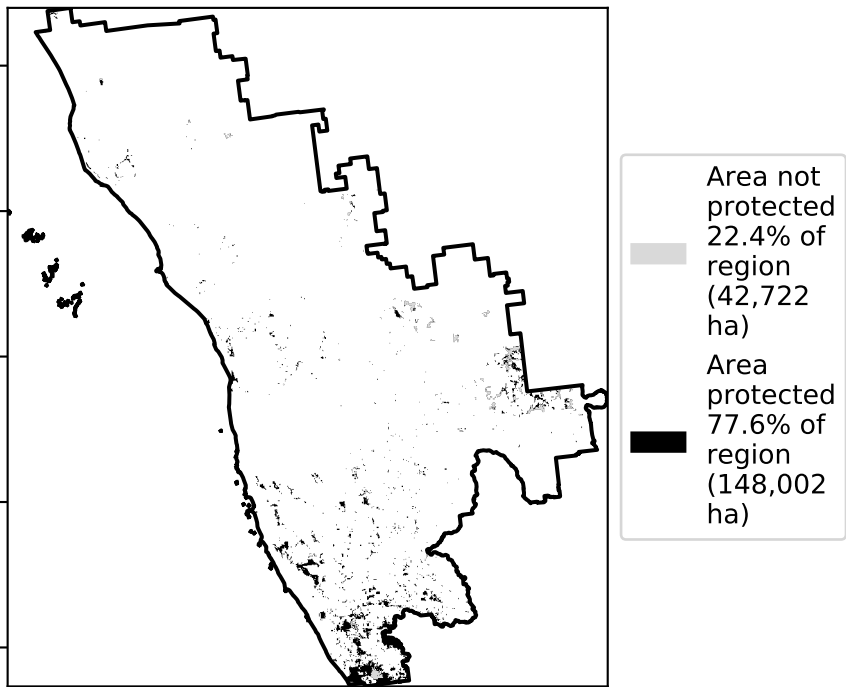 Area not
protected
22.4% of
region
(42,722
ha)
Area
protected
77.6% of
region
(148,002
ha)